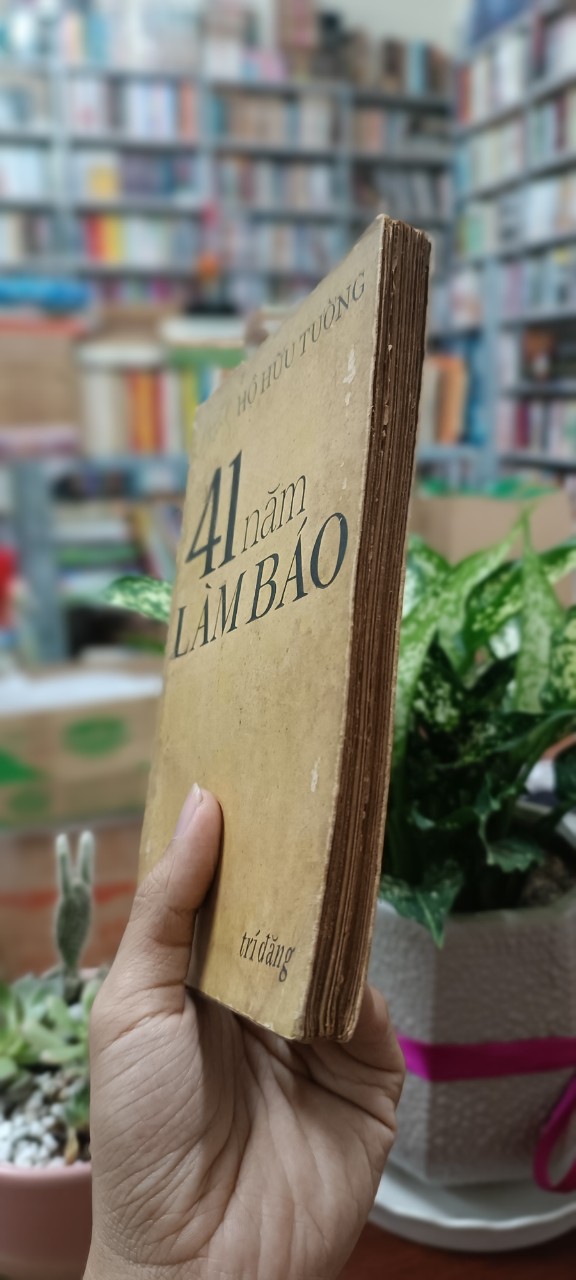 HỒ HỮU TƯỜNG
41 năm
LÀM BÁO
trí đăng